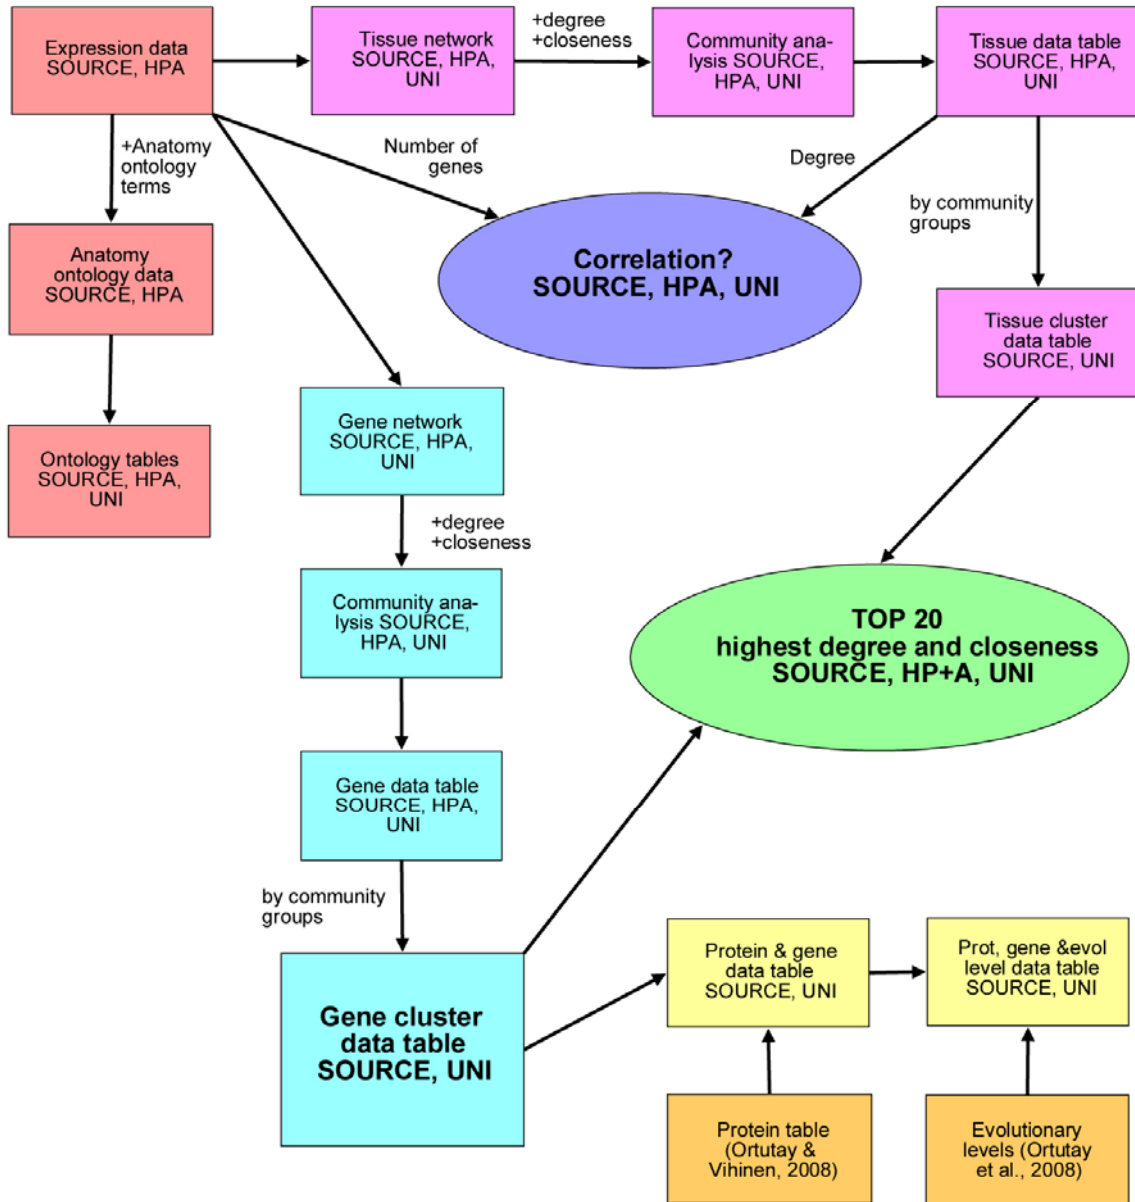 Expression data
SOURCE, HPA
Tissue network
SOURCE, HPA,
UNI
+degree
+closeness
Community ana-
lysis SOURCE,
HPA, UNI
Tissue data table
SOURCE, HPA,
UNI
+Anatomy
ontology
terms
Number of
genes
Degree
by community
groups
Anatomy
ontology data
SOURCE, HPA
Correlation?
SOURCE, HPA, UNI
Tissue cluster
data table
SOURCE, UNI
Ontology tables
SOURCE, HPA,
UNI
Gene network
SOURCE, HPA,
UNI
+degree
+closeness
Community ana-
lysis SOURCE,
HPA, UNI
TOP 20
highest degree and closeness
SOURCE, HP+A, UNI
Gene data table
SOURCE, HPA,
UNI
by community
groups
Gene cluster
data table
SOURCE, UNI
Protein & gene
data table
SOURCE, UNI
Prot, gene &evol
level data table
SOURCE, UNI
Protein table
(Ortutay &
Vihinen, 2008)
Evolutionary
levels (Ortutay
et al., 2008)